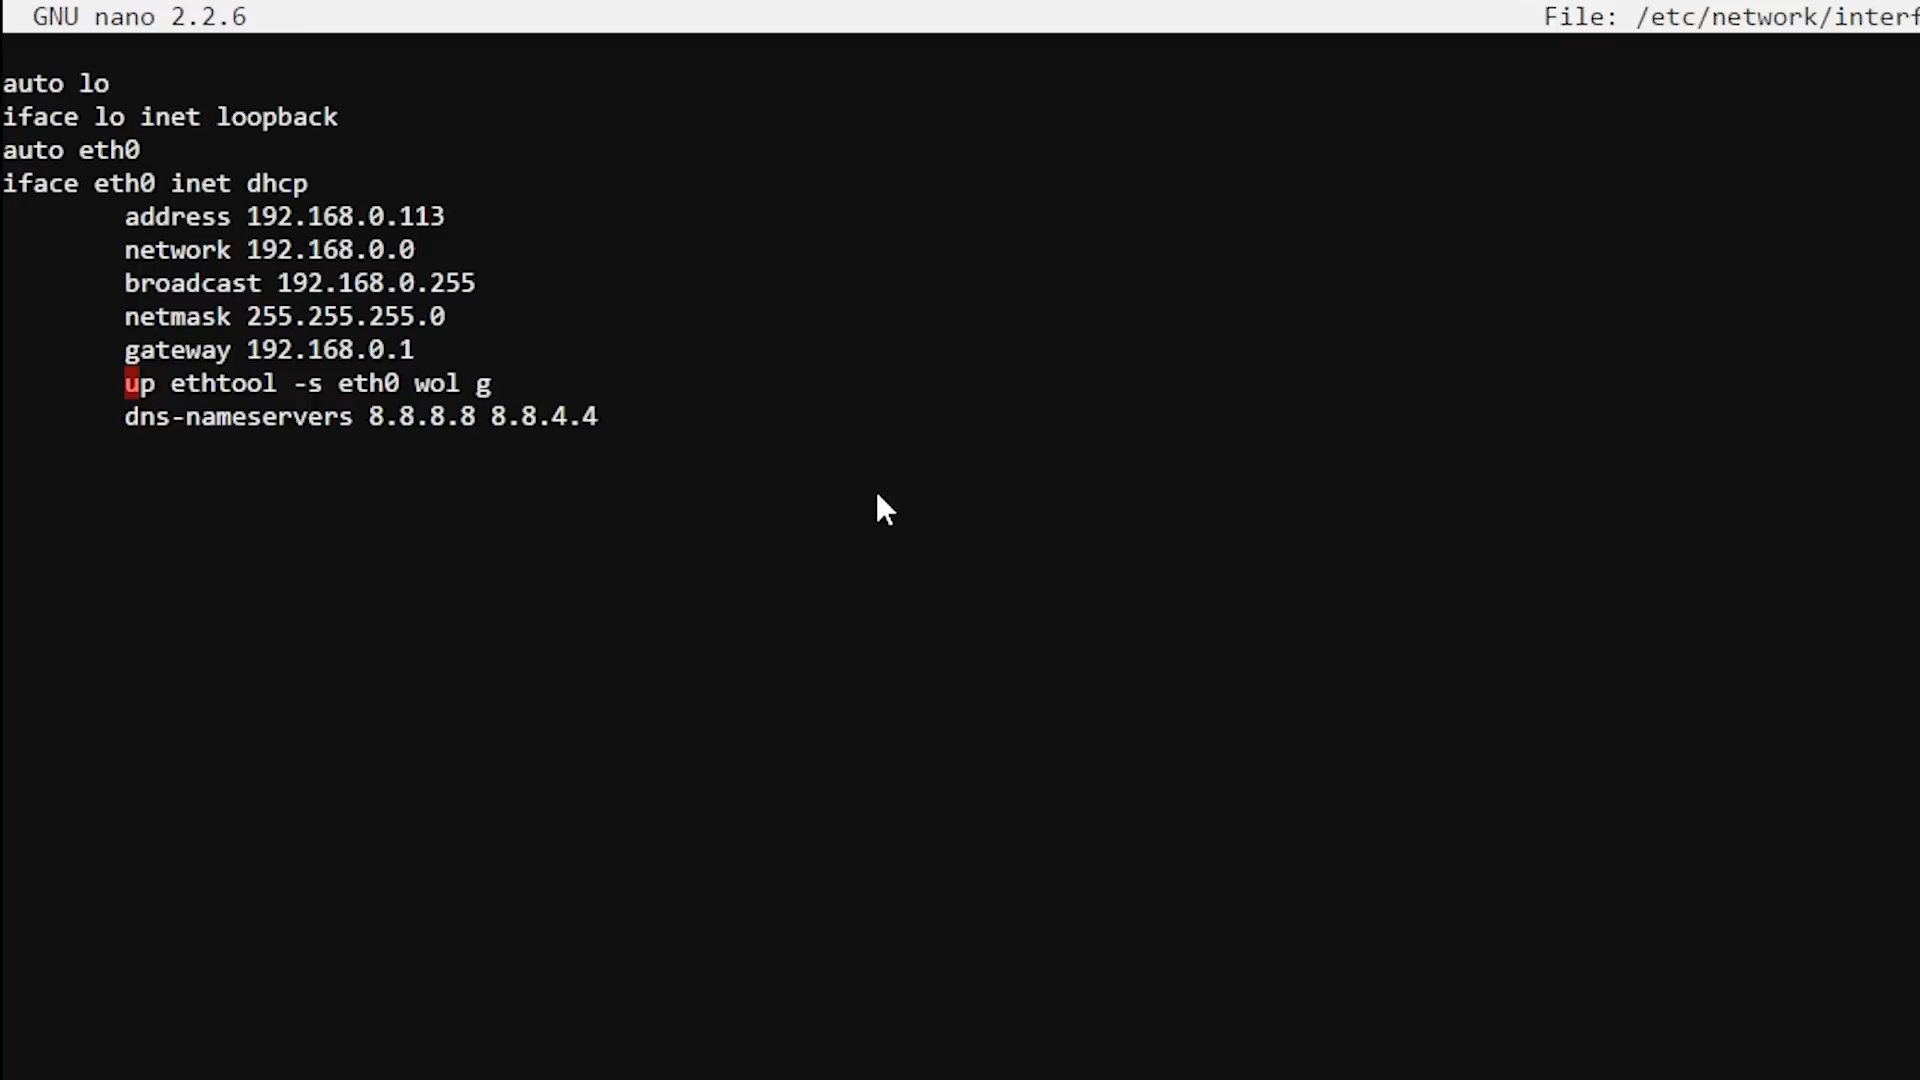 GNU nano 2.2.6 File: /etc/network/interf
auto lo
iface lo inet loopback
auto eth0
iface eth0 inet dhcp
address 192.168.0.113
network 192.168.0.0
broadcast 192.168.0.255
netmask 255.255.255.0
gateway 192.168.0.1
up ethtool -s eth0 wol g
dns-nameservers 8.8.8.8 8.8.4.4